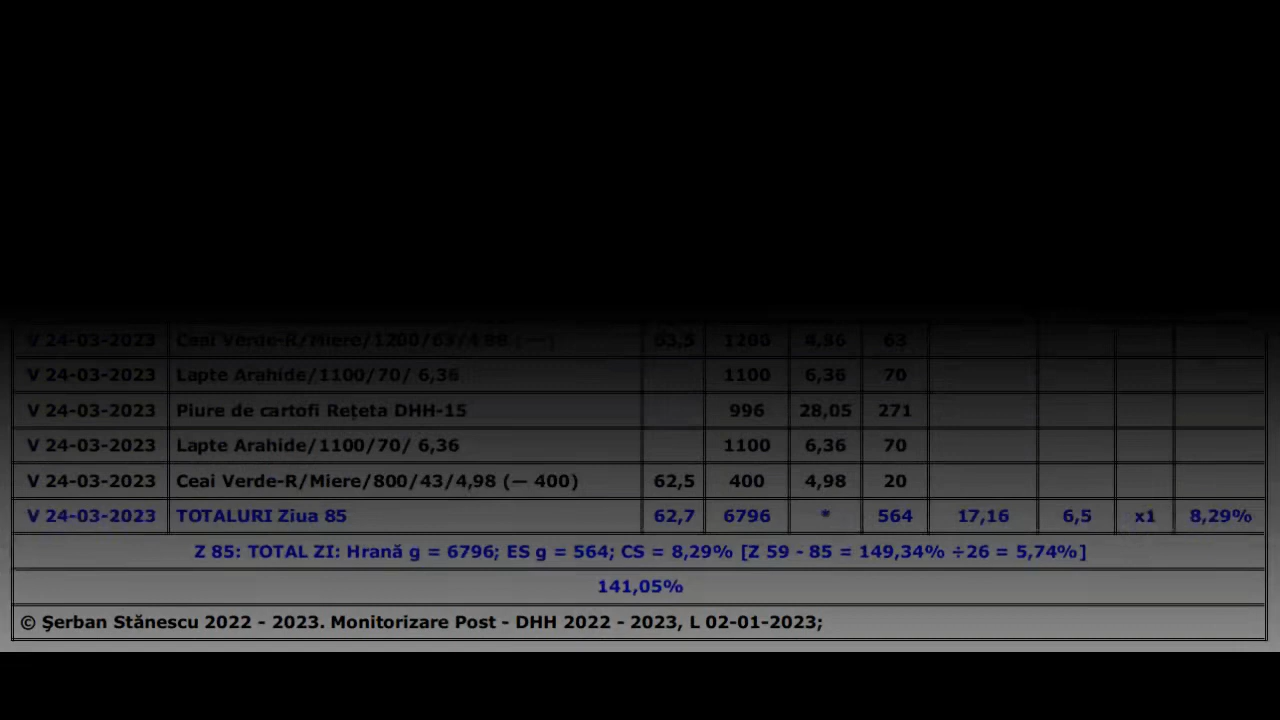 V 24-03-2023 Ceai Verde-R/Miere/1200/63/4,98 (—) 63,5 1200 4,96 63
V 24-03-2023 Lapte Arahide/1100/70/ 6,36 1100 6,36 70
V 24-03-2023 Piure de cartofi Rețeta DHH-15 996 28,05 271
V 24-03-2023 Lapte Arahide/1100/70/ 6,36 1100 6,36 70
V 24-03-2023 Ceai Verde-R/Miere/800/43/4,98 (— 400) 62,5 400 4,98 20
V 24-03-2023 TOTALURI Ziua 85 62,7 6796 * 564 17,16 6,5 x1 8,29%
Z 85: TOTAL ZI: Hrană g = 6796; ES g = 564; CS = 8,29% [Z 59 - 85 = 149,34% ÷26 = 5,74%]
141,05%
© Şerban Stănescu 2022 - 2023. Monitorizare Post - DHH 2022 - 2023, L 02-01-2023;